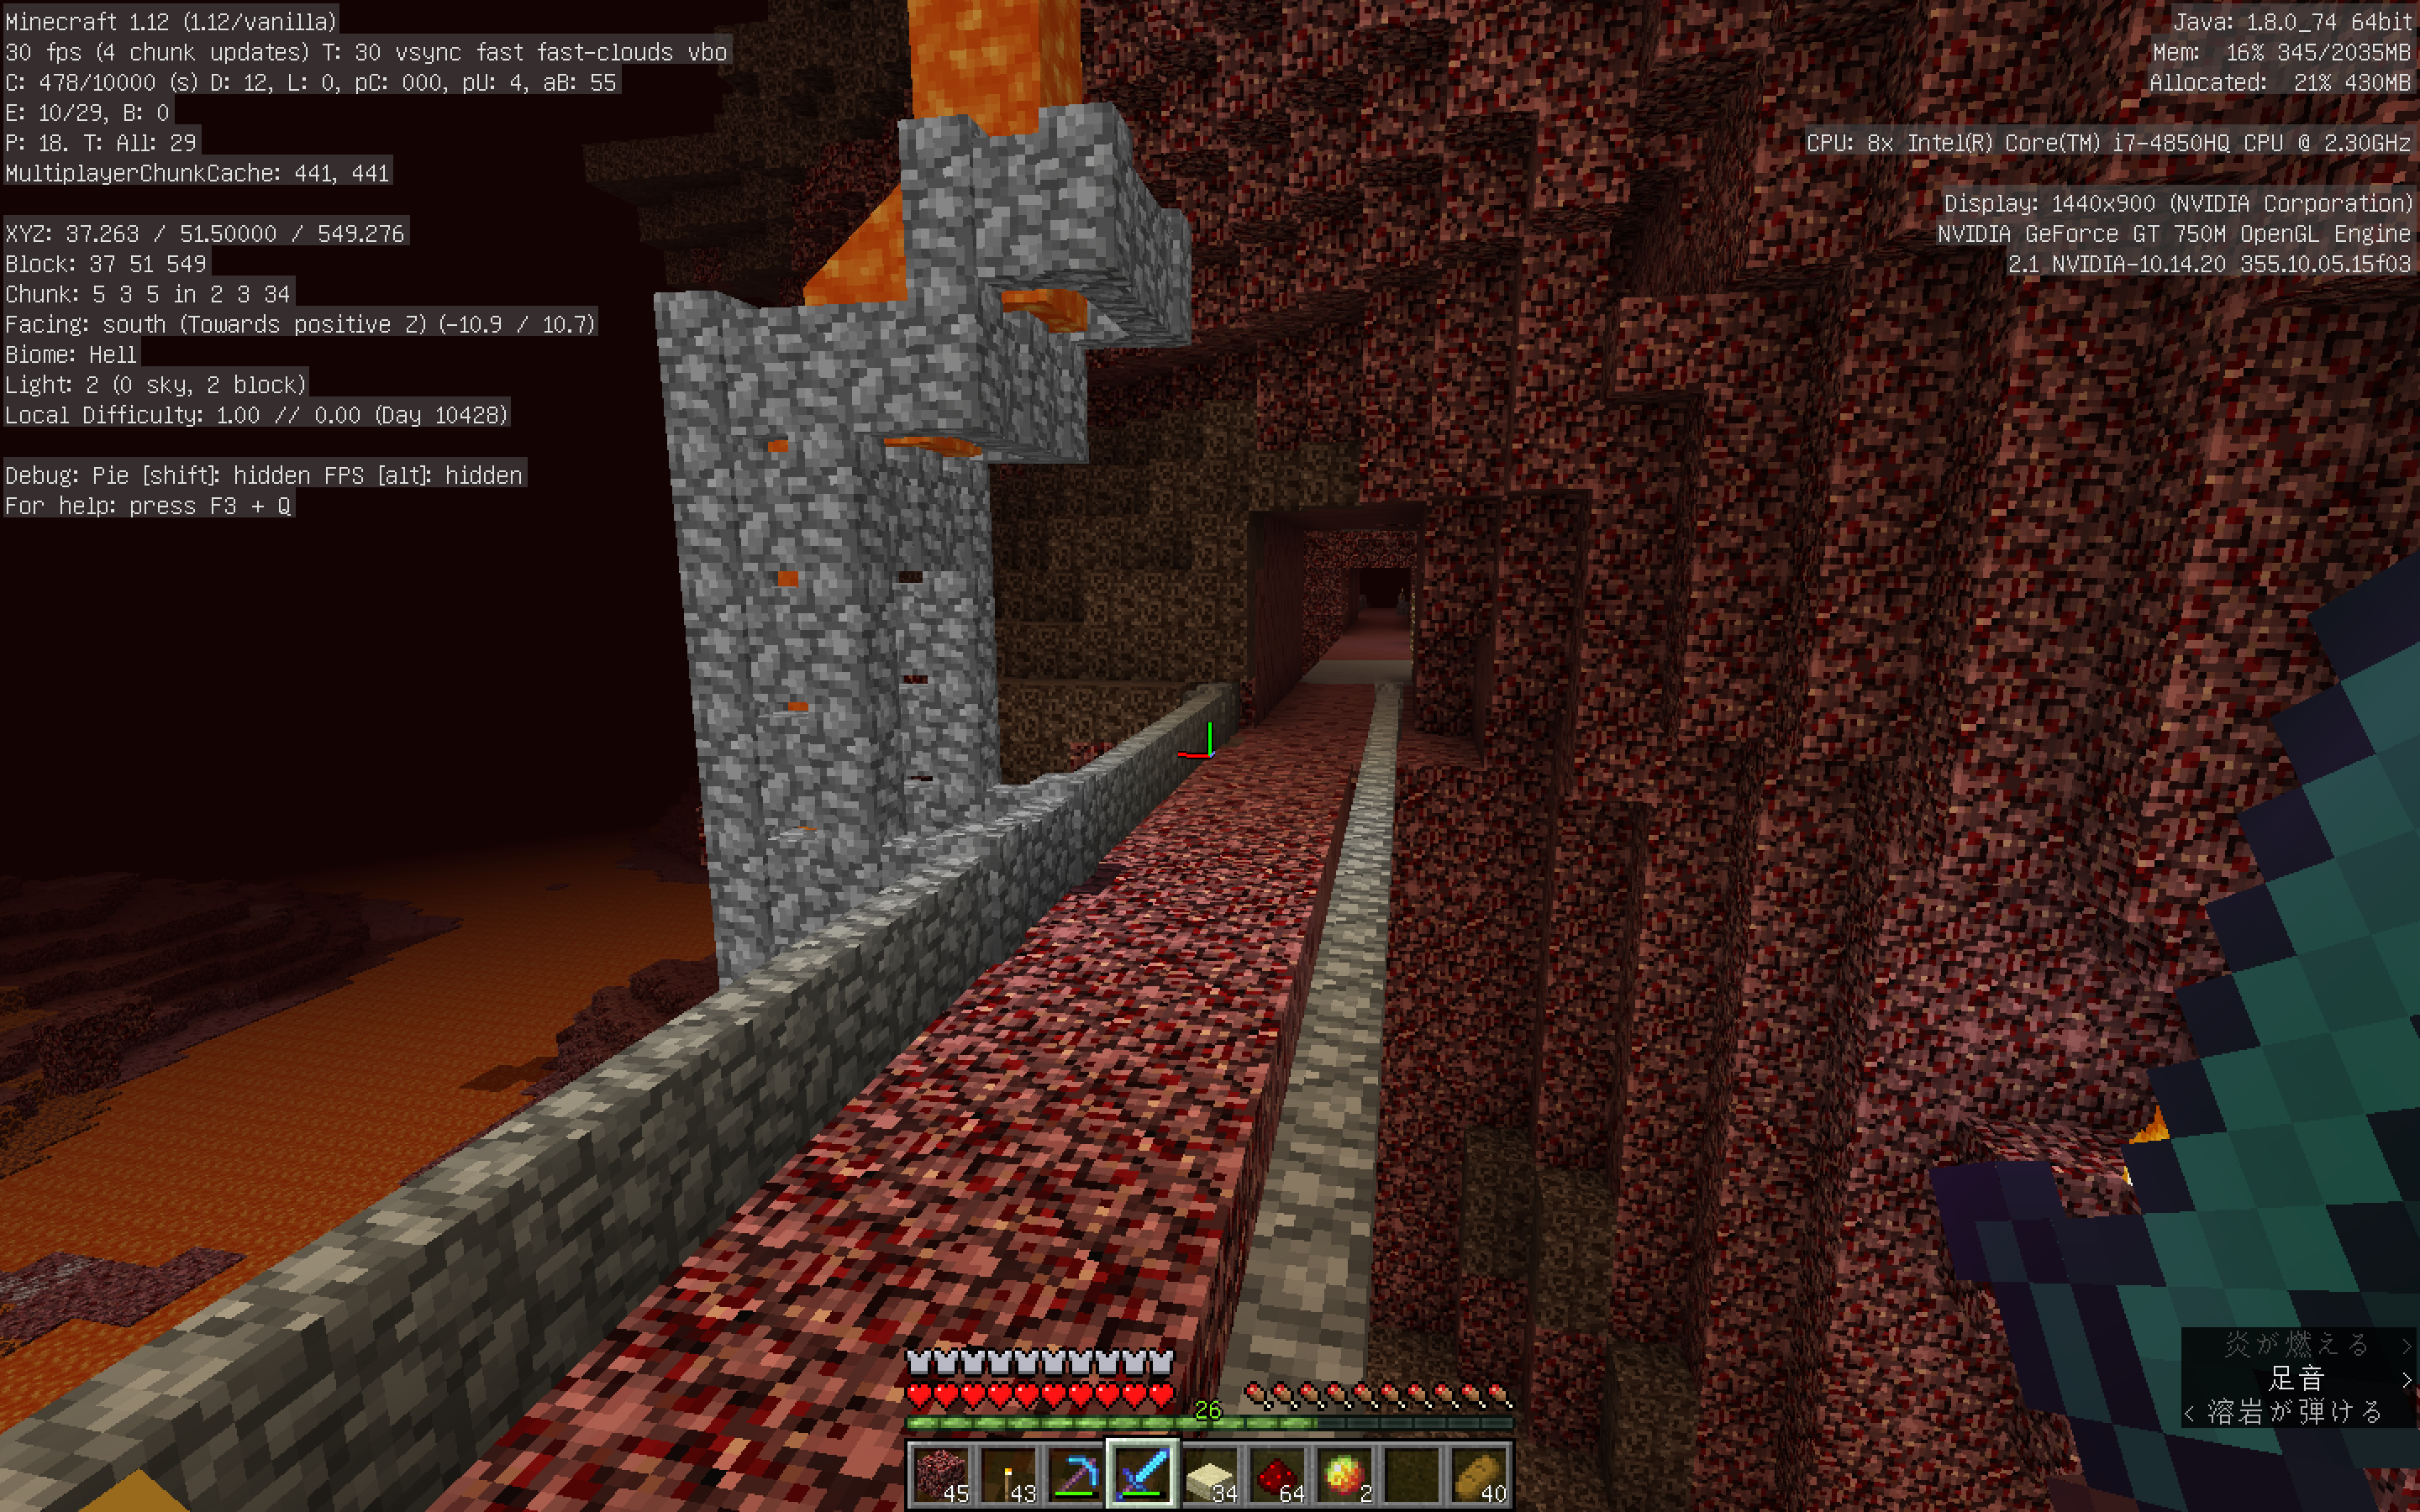 Minecraft 1.12 (1.12/vanilla)
30 fps (4 chunk updates) T: 30 vsync fast fast-clouds vbo
C: 478/10000 (s) D: 12, L: 0, pC: 000, pU: 4, aB: 55
E: 10/29, B: 0
P: 18. T: All: 29
MultiplayerChunkCache: 441, 441
XYZ: 37.263 / 51.50000 / 549.276
Block: 37 51 549
Chunk: 5 3 5 in 2 3 34
Facing: south (Towards positive Z) (-10.9 / 10.7)
Biome: Hell
Light: 2 (0 sky, 2 block)
Local Difficulty: 1.00 // 0.00 (Day 10428)
Debug: Pie [shift]: hidden FPS [alt]: hidden
For help: press F3 + Q
Java: 1.8.0_74 64bit
Mem: 16% 345/2035MB
Allocated: 21% 430MB
CPU: 8x Intel(R) Core(TM) i7-4850HQ CPU @ 2.30GHz
Display: 1440x900 (NVIDIA Corporation)
NVIDIA GeForce GT 750M OpenGL Engine
2.1 NVIDIA-10.14.20 355.10.05.15f03
炎が燃える >
足音 >
< 溶岩が弾ける
26
45 43 34 64 2 40